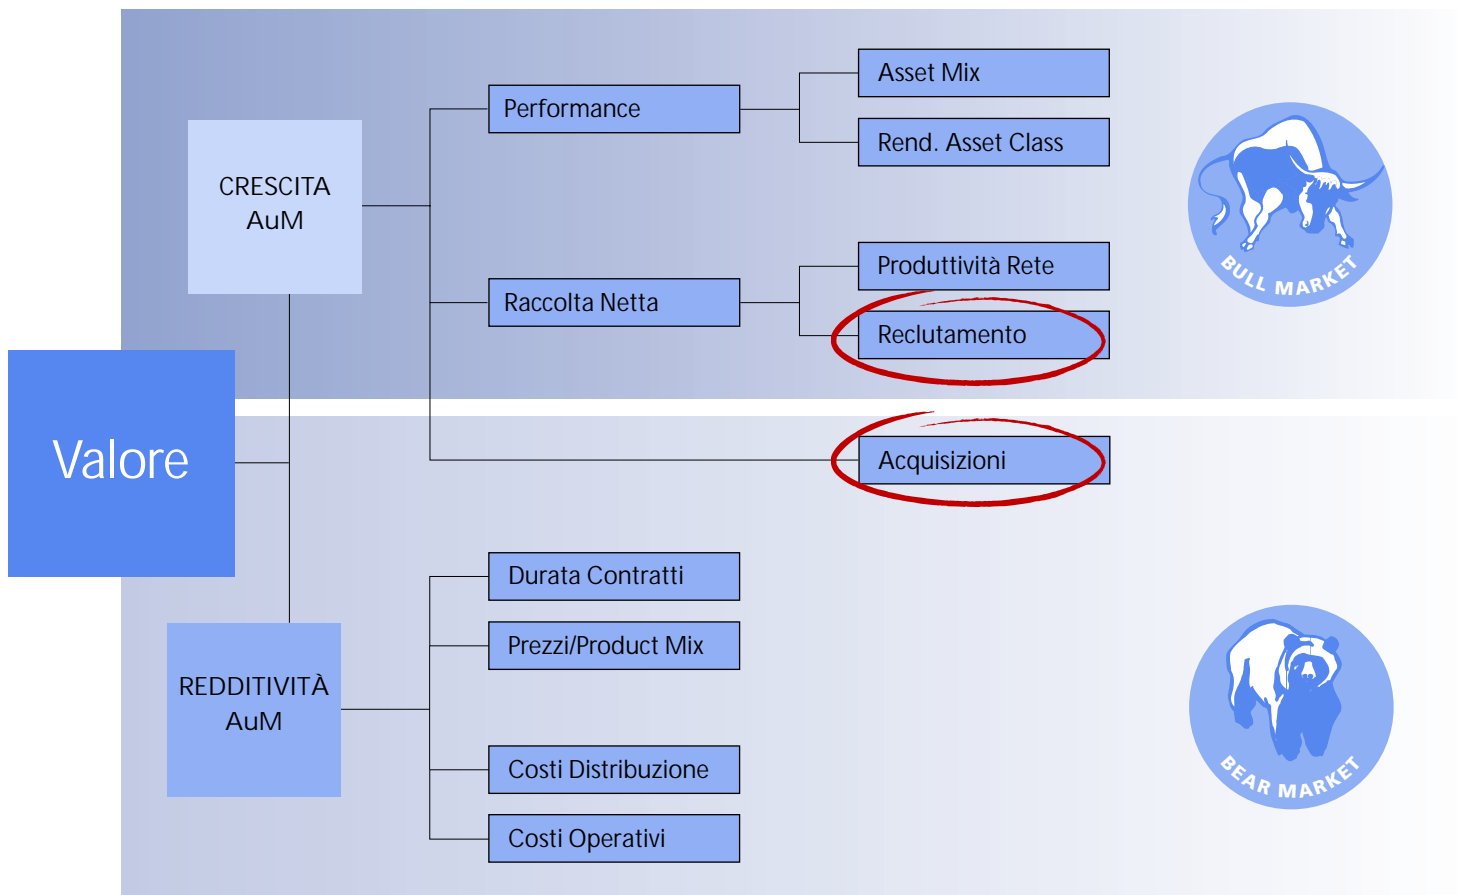 Asset Mix
Performance
Rend. Asset Class
CRESCITA
AuM
Produttività Rete
Raccolta Netta
Reclutamento
BULL MARKET
Valore
Acquisizioni
Durata Contratti
Prezzi/Product Mix
REDDITIVITÀ
AuM
Costi Distribuzione
Costi Operativi
BEAR MARKET